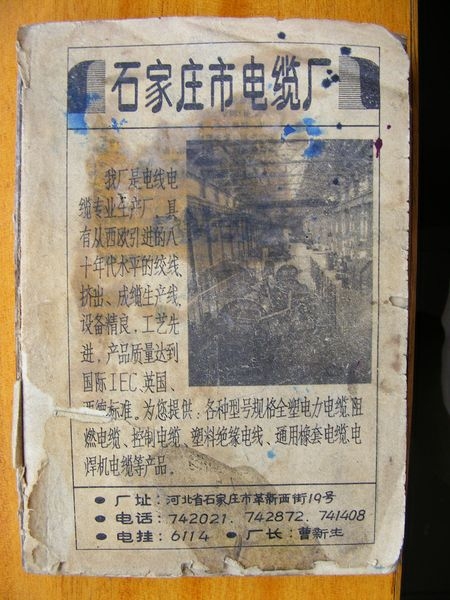 石家庄市电缆厂
我厂是电线电
缆专业生产厂，具
有从西欧引进的八
十年代水平的绞线、
挤出、成缆生产线，
设备精良，工艺先
进，产品质量达到
国际IEC、英国、
西德标准。为您提供：各种型号规格全塑电力电缆、阻
燃电缆、控制电缆、塑料绝缘电线、通用橡套电缆、电
焊机电缆等产品。
● 厂址：河北省石家庄市革新西街19号
● 电话：742021．742872．741408
● 电挂：6114 ● 厂长：曹新生